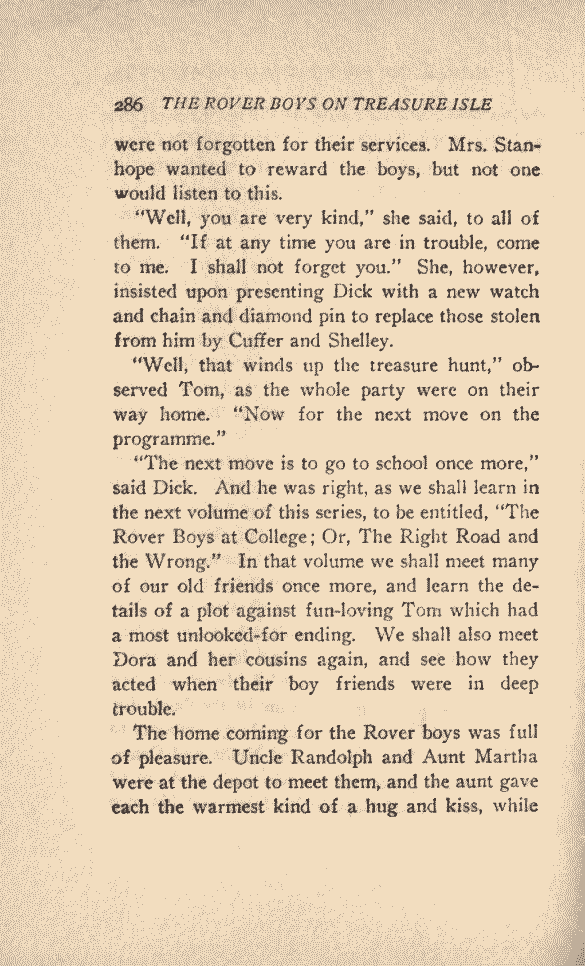 286 THE ROVER BOYS ON TREASURE ISLE
were not forgotten for their services. Mrs. Stan-
hope wanted to reward the boys, but not one
would listen to this.
"Well, you are very kind," she said, to all of
them. "If at any time you are in trouble, come
to me. I shall not forget you." She, however,
insisted upon presenting Dick with a new watch
and chain and diamond pin to replace those stolen
from him by Cuffer and Shelley.
"Well, that winds up the treasure hunt," ob-
served Tom, as the whole party were on their
way home. "Now for the next move on the
programme."
"The next move is to go to school once more,"
said Dick. And he was right, as we shall learn in
the next volume of this series, to be entitled, "The
Rover Boys at College; Or, The Right Road and
the Wrong." In that volume we shall meet many
of our old friends once more, and learn the de-
tails of a plot against fun-loving Tom which had
a most unlooked-for ending. We shall also meet
Dora and her cousins again, and see how they
acted when their boy friends were in deep
trouble.
The home coming for the Rover boys was full
of pleasure. Uncle Randolph and Aunt Martha
were at the depot to meet them, and the aunt gave
each the warmest kind of a hug and kiss, while